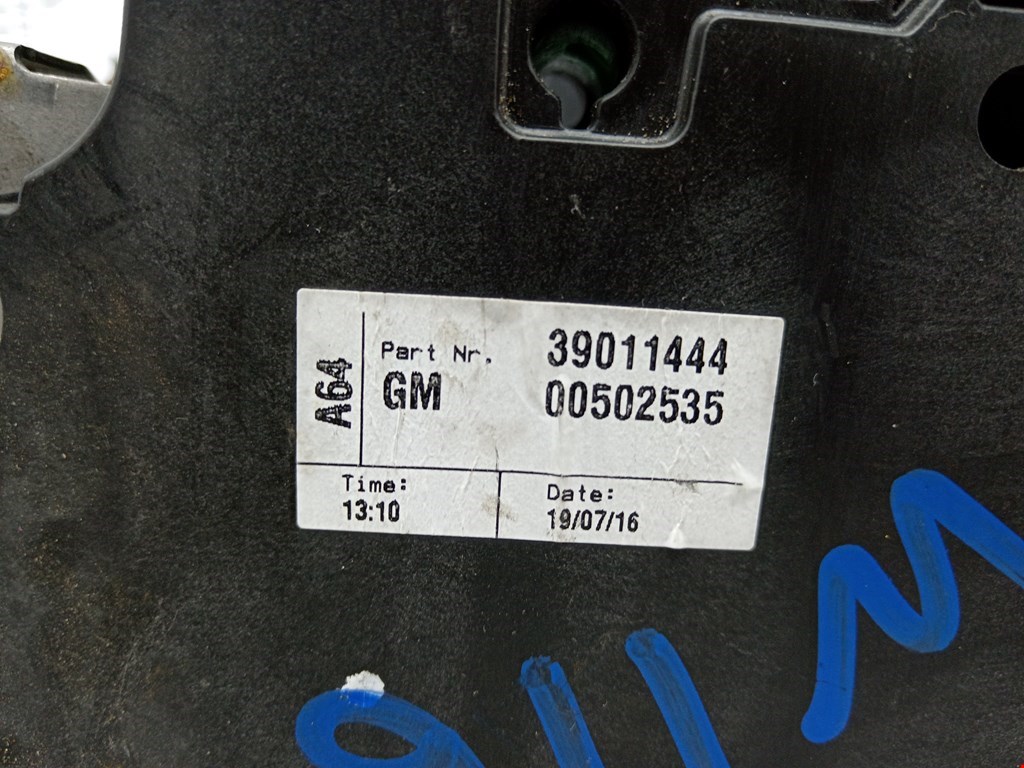 A64
Part Nr. 39011444
GM 00502535
Time: Date:
13:10 19/07/16